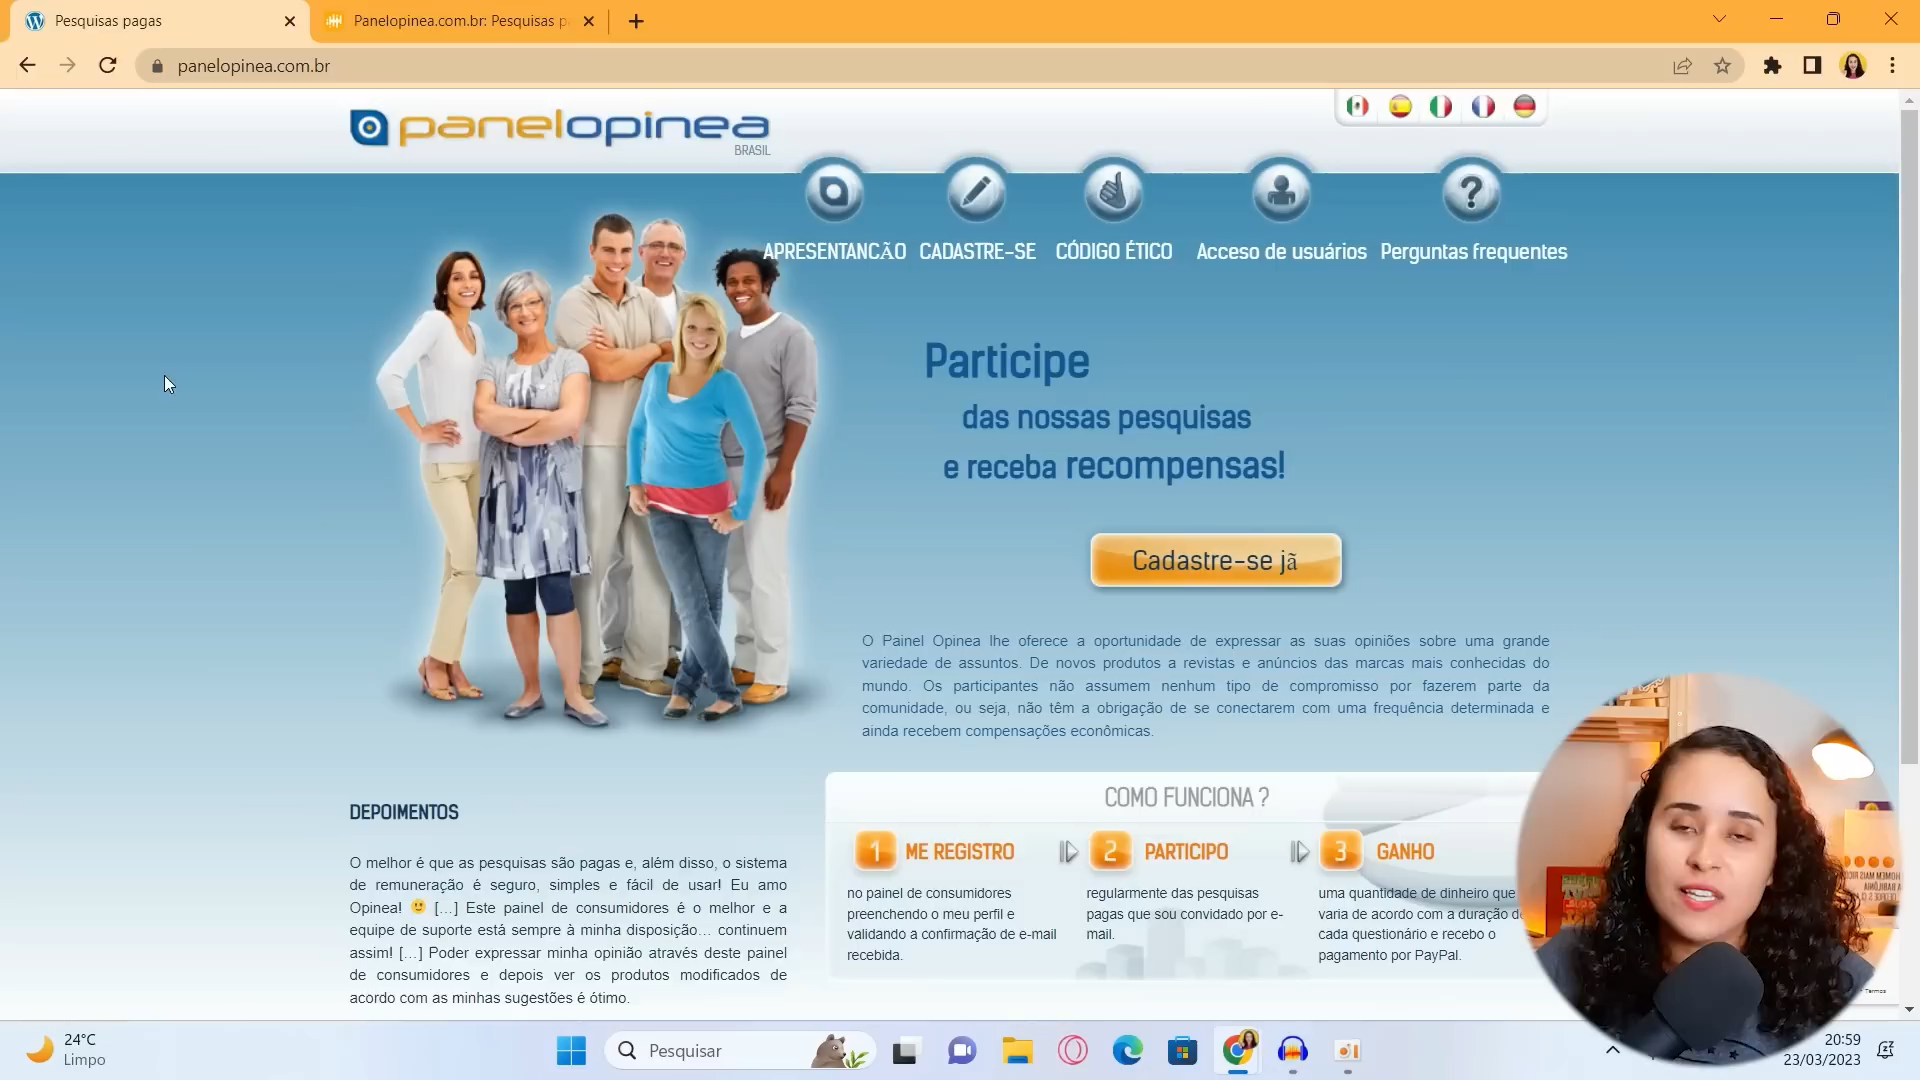 Pesquisas pagas
Panelopinea.com.br: Pesquisas p
panelopinea.com.br
panelopinea
BRASIL
APRESENTANCÃO CADASTRE-SE CÓDIGO ÉTICO Acceso de usuários Perguntas frequentes
Participe
das nossas pesquisas
e receba recompensas!
Cadastre-se jã
O Painel Opinea lhe oferece a oportunidade de expressar as suas opiniões sobre uma grande
variedade de assuntos. De novos produtos a revistas e anúncios das marcas mais conhecidas do
mundo. Os participantes não assumem nenhum tipo de compromisso por fazerem parte da
comunidade, ou seja, não têm a obrigação de se conectarem com uma frequência determinada e
ainda recebem compensações econômicas.
DEPOIMENTOS
O melhor é que as pesquisas são pagas e, além disso, o sistema
de remuneração é seguro, simples e fácil de usar! Eu amo
Opinea! 🙂 [...] Este painel de consumidores é o melhor e a
equipe de suporte está sempre à minha disposição... continuem
assim! [...] Poder expressar minha opinião através deste painel
de consumidores e depois ver os produtos modificados de
acordo com as minhas sugestões é ótimo.
COMO FUNCIONA ?
1 ME REGISTRO
no painel de consumidores
preenchendo o meu perfil e
validando a confirmação de e-mail
recebida.
2 PARTICIPO
regularmente das pesquisas
pagas que sou convidado por e-
mail.
3 GANHO
uma quantidade de dinheiro que
varia de acordo com a duração de
cada questionário e recebo o
pagamento por PayPal.
Termos
24°C
Limpo
Pesquisar
20:59
23/03/2023